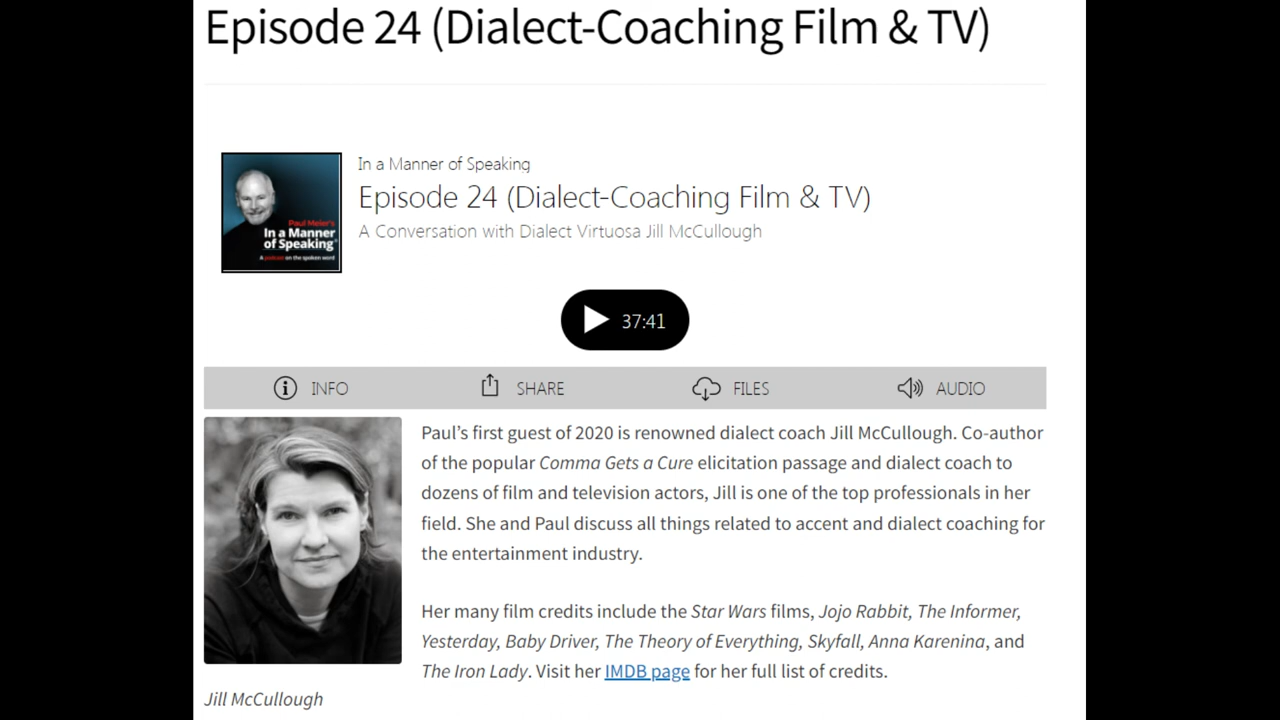 Episode 24 (Dialect-Coaching Film & TV)
In a Manner of Speaking
Episode 24 (Dialect-Coaching Film & TV)
A Conversation with Dialect Virtuosa Jill McCullough
Paul Meier's
In a Manner
of Speaking
A podcast on the spoken word
37:41
INFO
SHARE
FILES
AUDIO
Paul’s first guest of 2020 is renowned dialect coach Jill McCullough. Co-author
of the popular Comma Gets a Cure elicitation passage and dialect coach to
dozens of film and television actors, Jill is one of the top professionals in her
field. She and Paul discuss all things related to accent and dialect coaching for
the entertainment industry.
Her many film credits include the Star Wars films, Jojo Rabbit, The Informer,
Yesterday, Baby Driver, The Theory of Everything, Skyfall, Anna Karenina, and
The Iron Lady. Visit her IMDB page for her full list of credits.
Jill McCullough